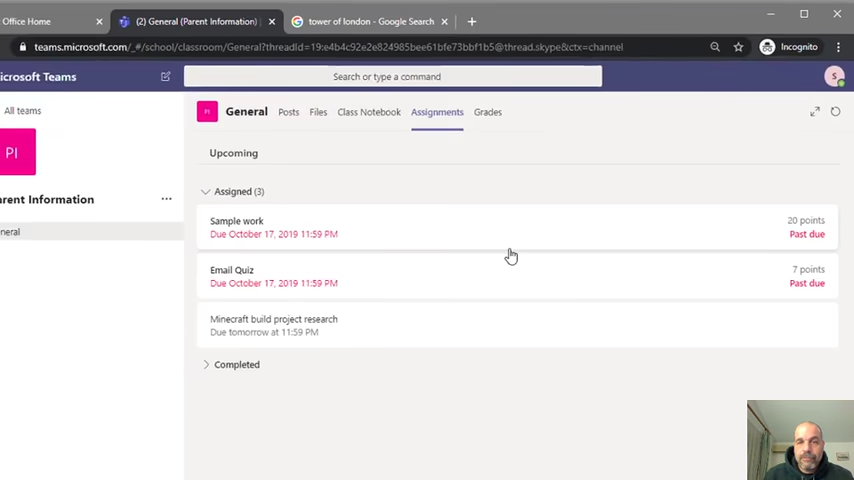 Office Home
(2) General (Parent Information)
tower of london - Google Search
teams.microsoft.com/_#/school/classroom/General?threadId=19:e4b4c92e2e824985bee61bfe73bbf1b5@thread.skype&ctx=channel
Incognito
icrosoft Teams
Search or type a command
S
All teams
PI
General
Posts
Files
Class Notebook
Assignments
Grades
PI
Upcoming
arent Information
eneral
Assigned (3)
Sample work
20 points
Due October 17, 2019 11:59 PM
Past due
Email Quiz
7 points
Due October 17, 2019 11:59 PM
Past due
Minecraft build project research
Due tomorrow at 11:59 PM
Completed